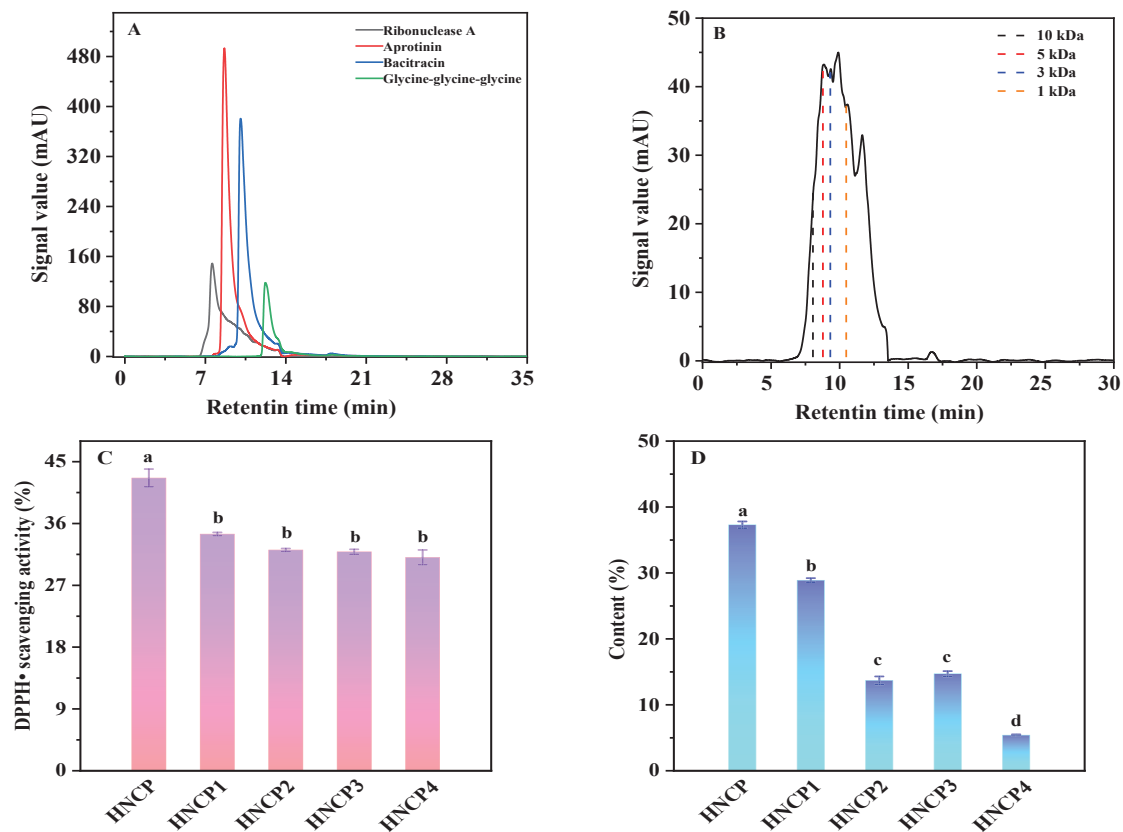 A
Ribonuclease A
Aprotinin
Bacitracin
Glycine-glycine-glycine
480
400
320
240
160
80
0
Signal value (mAU)
0 7 14 21 28 35
Retentin time (min)
B
10 kDa
5 kDa
3 kDa
1 kDa
50
40
30
20
10
0
Signal value (mAU)
0 5 10 15 20 25 30
Retentin time (min)
C
45
36
27
18
9
0
DPPH• scavenging activity (%)
a b b b b
HNCP HNCP1 HNCP2 HNCP3 HNCP4
D
50
40
30
20
10
0
Content (%)
a b c c d
HNCP HNCP1 HNCP2 HNCP3 HNCP4